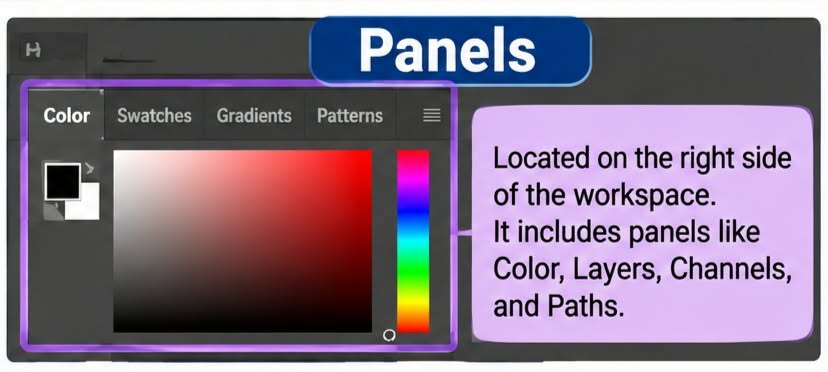 Panels
Color Swatches Gradients Patterns
Located on the right side
of the workspace.
It includes panels like
Color, Layers, Channels,
and Paths.